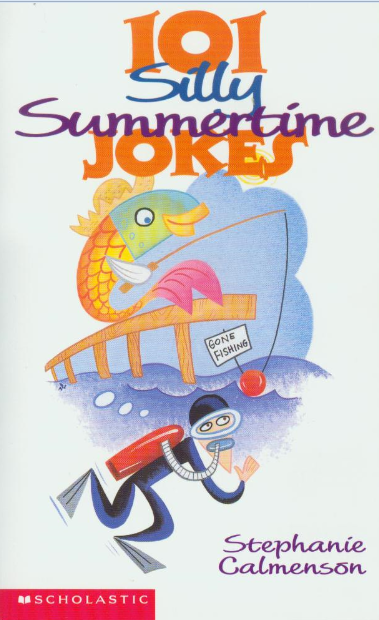 101
Silly
Summertime
JOKES
GONE
FISHING
Stephanie
Calmenson
SCHOLASTIC